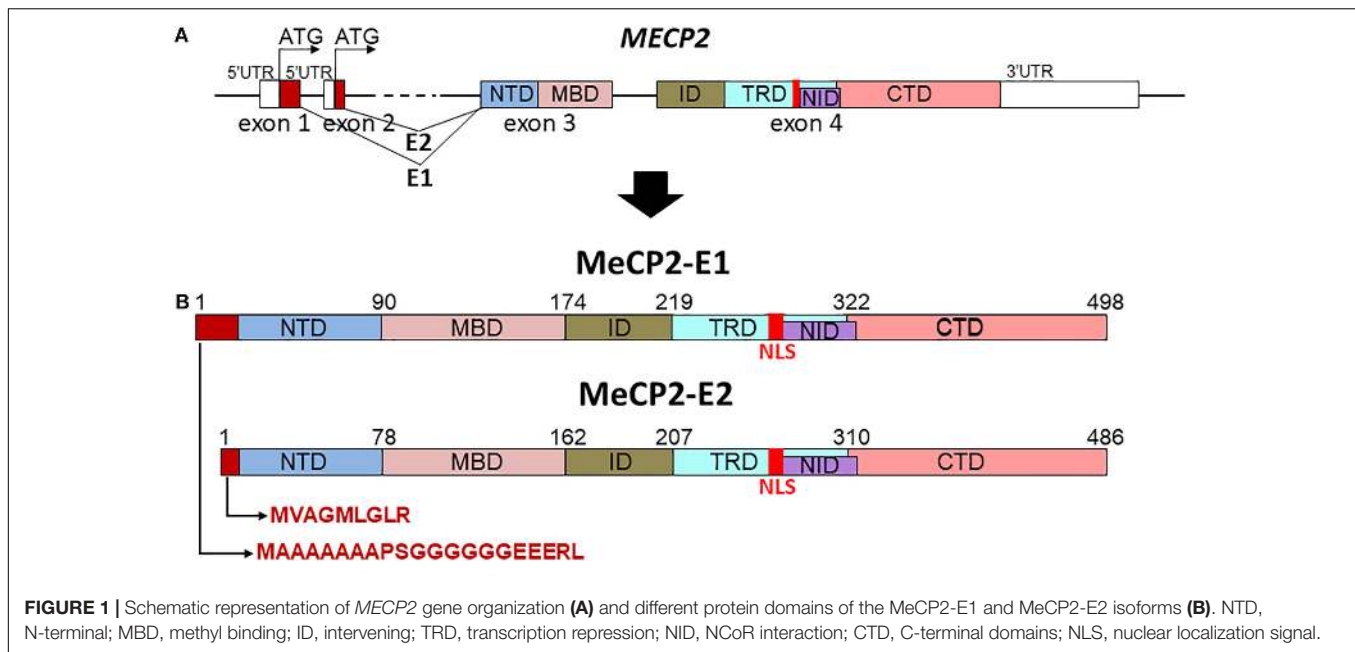 A
MECP2
ATG ATG
5'UTR 5'UTR 3'UTR
NTD MBD ID TRD NID CTD
exon 1 exon 2 exon 3 exon 4
E2
E1
MeCP2-E1
B 1 90 174 219 322 498
NTD MBD ID TRD NID CTD
NLS
MeCP2-E2
1 78 162 207 310 486
NTD MBD ID TRD NID CTD
NLS
MVAGMLGLR
MAAAAAAAPSGGGGGGEEERL
FIGURE 1 | Schematic representation of MECP2 gene organization (A) and different protein domains of the MeCP2-E1 and MeCP2-E2 isoforms (B). NTD,
N-terminal; MBD, methyl binding; ID, intervening; TRD, transcription repression; NID, NCoR interaction; CTD, C-terminal domains; NLS, nuclear localization signal.